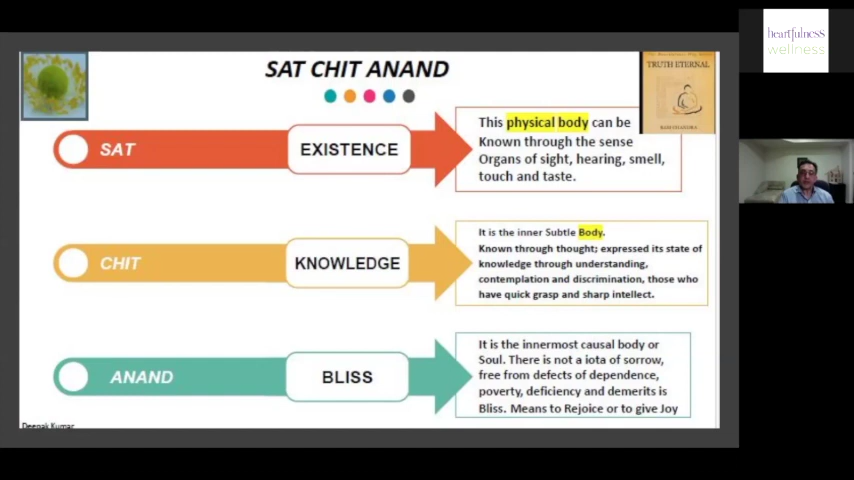 heartfulness
wellness
SAT CHIT ANAND
TRUTH ETERNAL
RAM CHANDRA
SAT
EXISTENCE
This physical body can be
Known through the sense
Organs of sight, hearing, smell,
touch and taste.
CHIT
KNOWLEDGE
It is the inner Subtle Body.
Known through thought; expressed its state of
knowledge through understanding,
contemplation and discrimination, those who
have quick grasp and sharp intellect.
ANAND
BLISS
It is the innermost causal body or
Soul. There is not a iota of sorrow,
free from defects of dependence,
poverty, deficiency and demerits is
Bliss. Means to Rejoice or to give Joy
Deepak Kumar